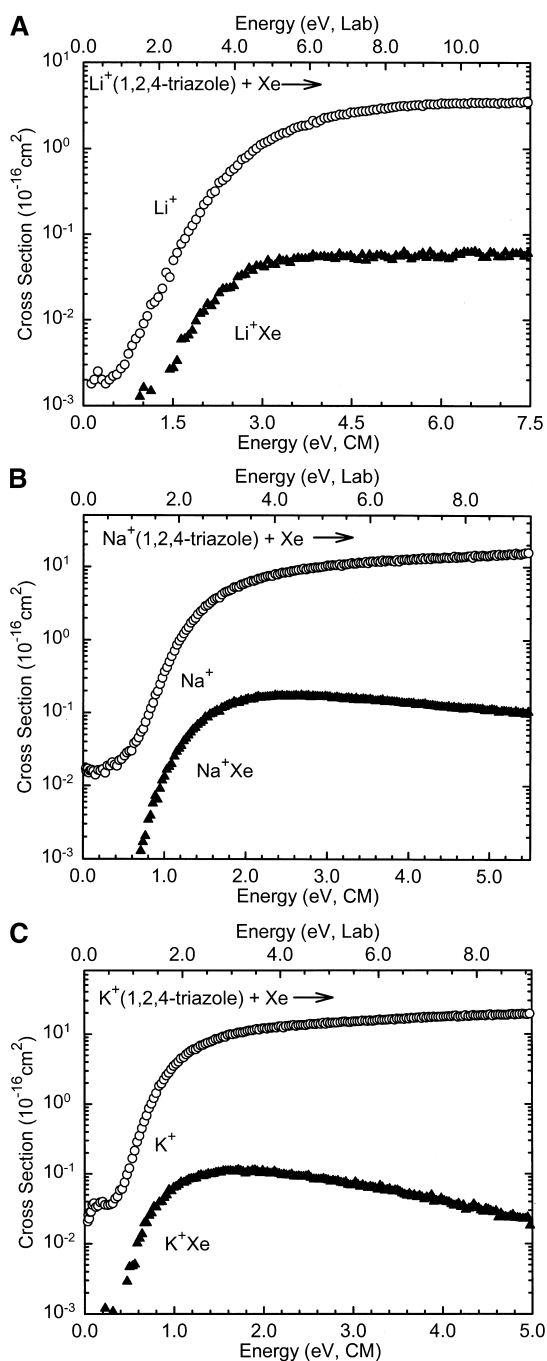 A
Energy (eV, Lab)
0.0 2.0 4.0 6.0 8.0 10.0
Li⁺(1,2,4-triazole) + Xe →
10¹
10⁰
10⁻¹
10⁻²
10⁻³
Cross Section (10⁻¹⁶cm²)
Li⁺
Li⁺Xe
0.0 1.5 3.0 4.5 6.0 7.5
Energy (eV, CM)
B
Energy (eV, Lab)
0.0 2.0 4.0 6.0 8.0
Na⁺(1,2,4-triazole) + Xe →
10¹
10⁰
10⁻¹
10⁻²
10⁻³
Cross Section (10⁻¹⁶cm²)
Na⁺
Na⁺Xe
0.0 1.0 2.0 3.0 4.0 5.0
Energy (eV, CM)
C
Energy (eV, Lab)
0.0 2.0 4.0 6.0 8.0
K⁺(1,2,4-triazole) + Xe →
10¹
10⁰
10⁻¹
10⁻²
10⁻³
Cross Section (10⁻¹⁶cm²)
K⁺
K⁺Xe
0.0 1.0 2.0 3.0 4.0 5.0
Energy (eV, CM)